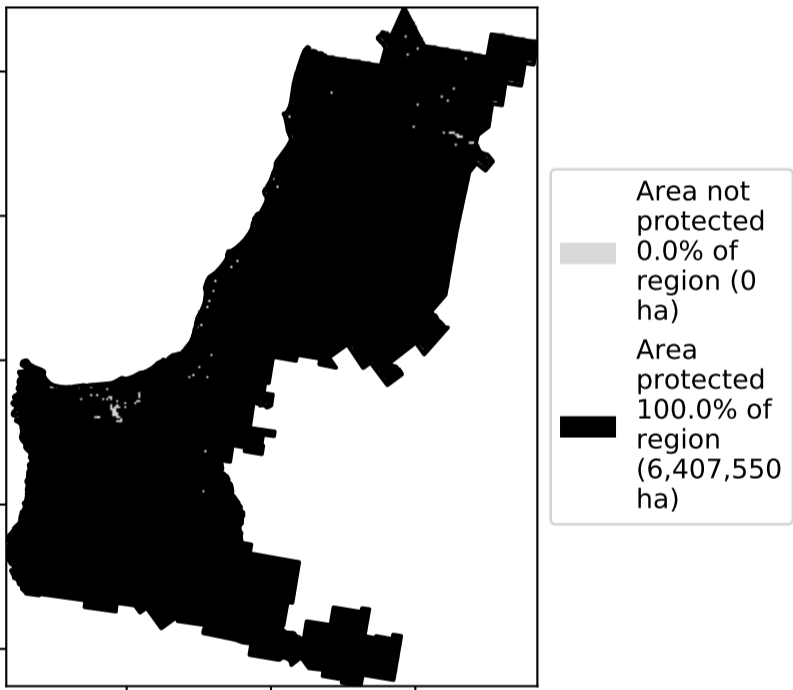 Area not
protected
0.0% of
region (0
ha)
Area
protected
100.0% of
region
(6,407,550
ha)